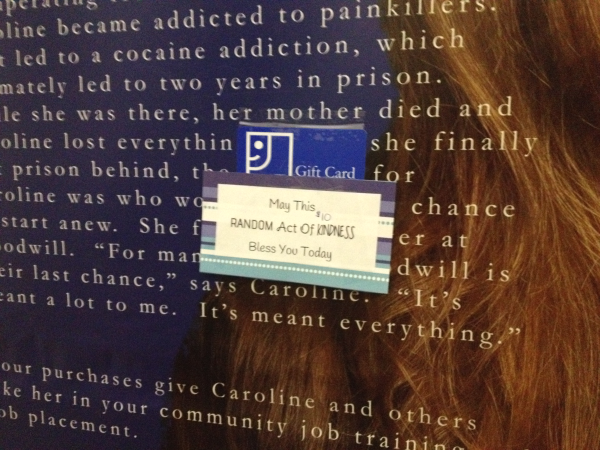 oline became addicted to painkillers.
t led to a cocaine addiction, which
mately led to two years in prison.
le she was there, her mother died and
oline lost everythin she finally
prison behind, the for
roline was who wo chance
start anew. She f er at
odwill. “For man dwill is
eir last chance,” says Caroline. “It’s
eant a lot to me. It’s meant everything.”
our purchases give Caroline and others
ke her in your community job training
ob placement.
Gift Card
May This
$10
RANDOM Act Of KINDNESS
Bless You Today